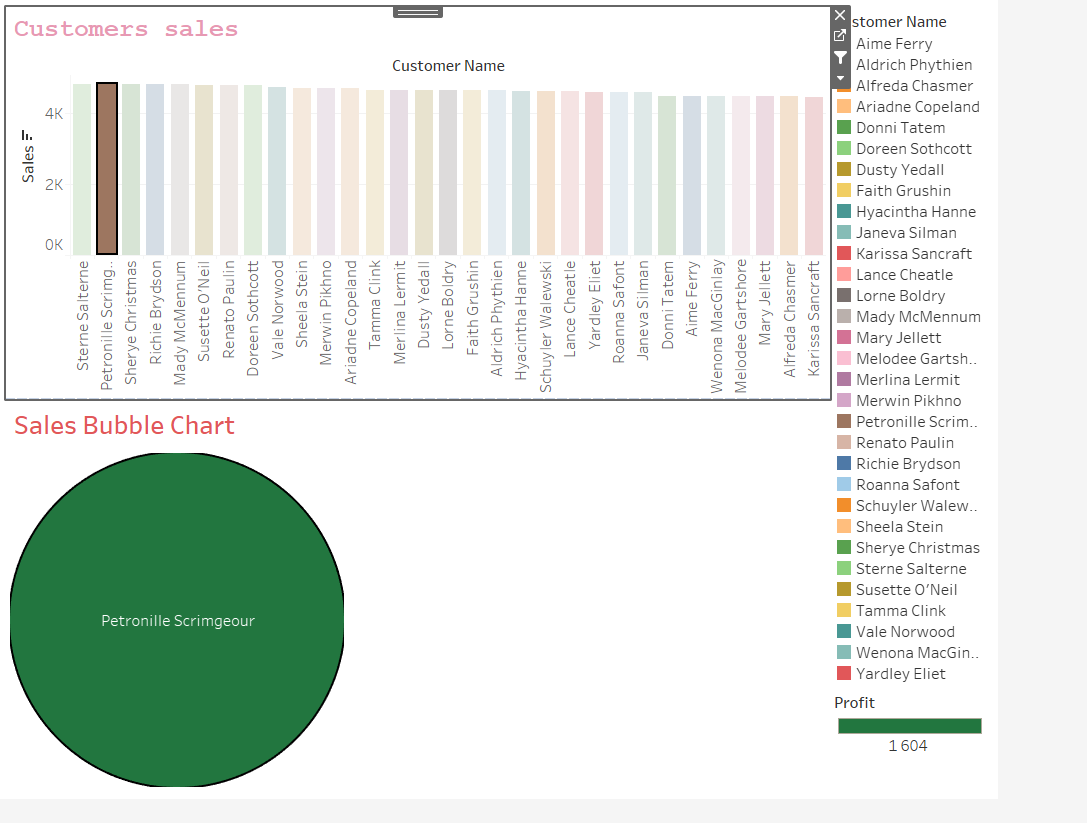 Customers sales
Customer Name
Sales
4K
2K
0K
Sterne Salterne
Petronille Scrimg..
Sherye Christmas
Richie Brydson
Mady McMennum
Susette O'Neil
Renato Paulin
Doreen Sothcott
Vale Norwood
Sheela Stein
Merwin Pikhno
Ariadne Copeland
Tamma Clink
Merlina Lermit
Dusty Yedall
Lorne Boldry
Faith Grushin
Aldrich Phythien
Hyacintha Hanne
Schuyler Walewski
Lance Cheatle
Yardley Eliet
Roanna Safont
Janeva Silman
Donni Tatem
Aime Ferry
Wenona MacGinlay
Melodee Gartshore
Mary Jellett
Alfreda Chasmer
Karissa Sancraft
stomer Name
Aime Ferry
Aldrich Phythien
Alfreda Chasmer
Ariadne Copeland
Donni Tatem
Doreen Sothcott
Dusty Yedall
Faith Grushin
Hyacintha Hanne
Janeva Silman
Karissa Sancraft
Lance Cheatle
Lorne Boldry
Mady McMennum
Mary Jellett
Melodee Gartsh..
Merlina Lermit
Merwin Pikhno
Petronille Scrim..
Renato Paulin
Richie Brydson
Roanna Safont
Schuyler Walew..
Sheela Stein
Sherye Christmas
Sterne Salterne
Susette O'Neil
Tamma Clink
Vale Norwood
Wenona MacGin..
Yardley Eliet
Profit
1 604
Sales Bubble Chart
Petronille Scrimgeour